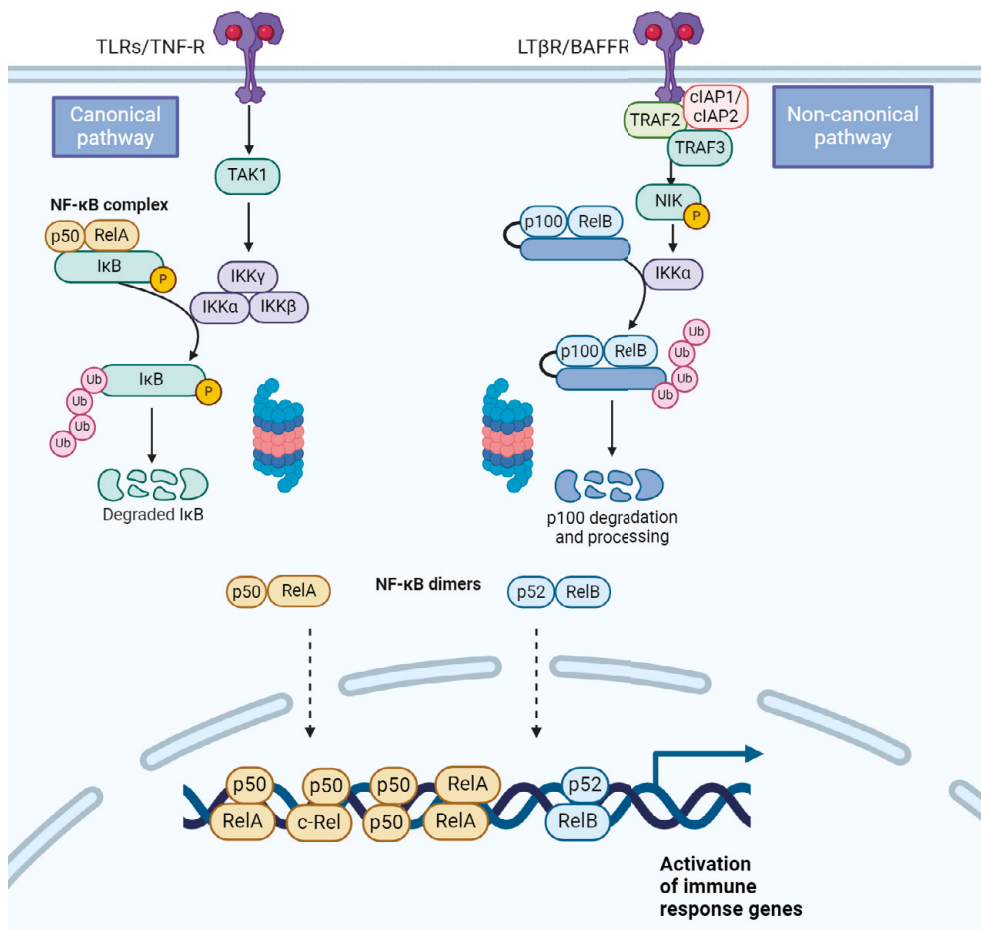 TLRs/TNF-R
LTβR/BAFFR
Canonical
pathway
Non-canonical
pathway
cIAP1/
cIAP2
TRAF2
TRAF3
TAK1
NIK
P
NF-κB complex
p50
RelA
IκB
P
p100
RelB
IKKγ
IKKα
IKKβ
IKKα
IκB
P
Ub
Ub
Ub
Ub
p100
RelB
Ub
Ub
Ub
Ub
Degraded IκB
p100 degradation
and processing
NF-κB dimers
p50
RelA
p52
RelB
p50
p50
p50
RelA
p52
RelA
c-Rel
p50
RelA
RelB
Activation
of immune
response genes